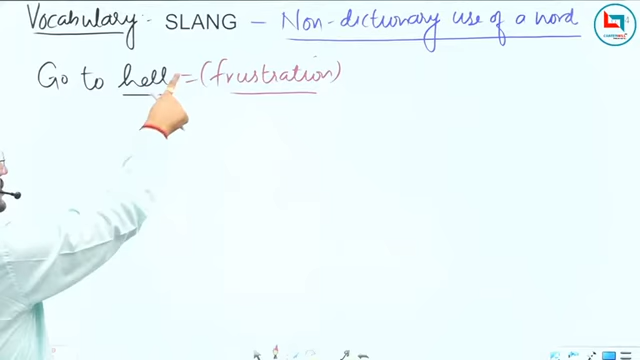 Vocabulary:- SLANG – Non-dictionary use of a word
Go to hell = (frustration)